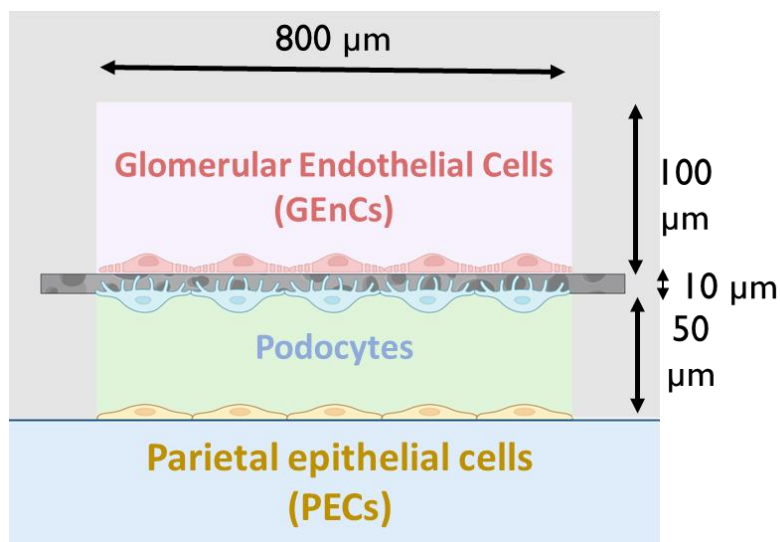 800 µm
Glomerular Endothelial Cells
(GEnCs)
100
µm
10 µm
50
µm
Podocytes
Parietal epithelial cells
(PECs)